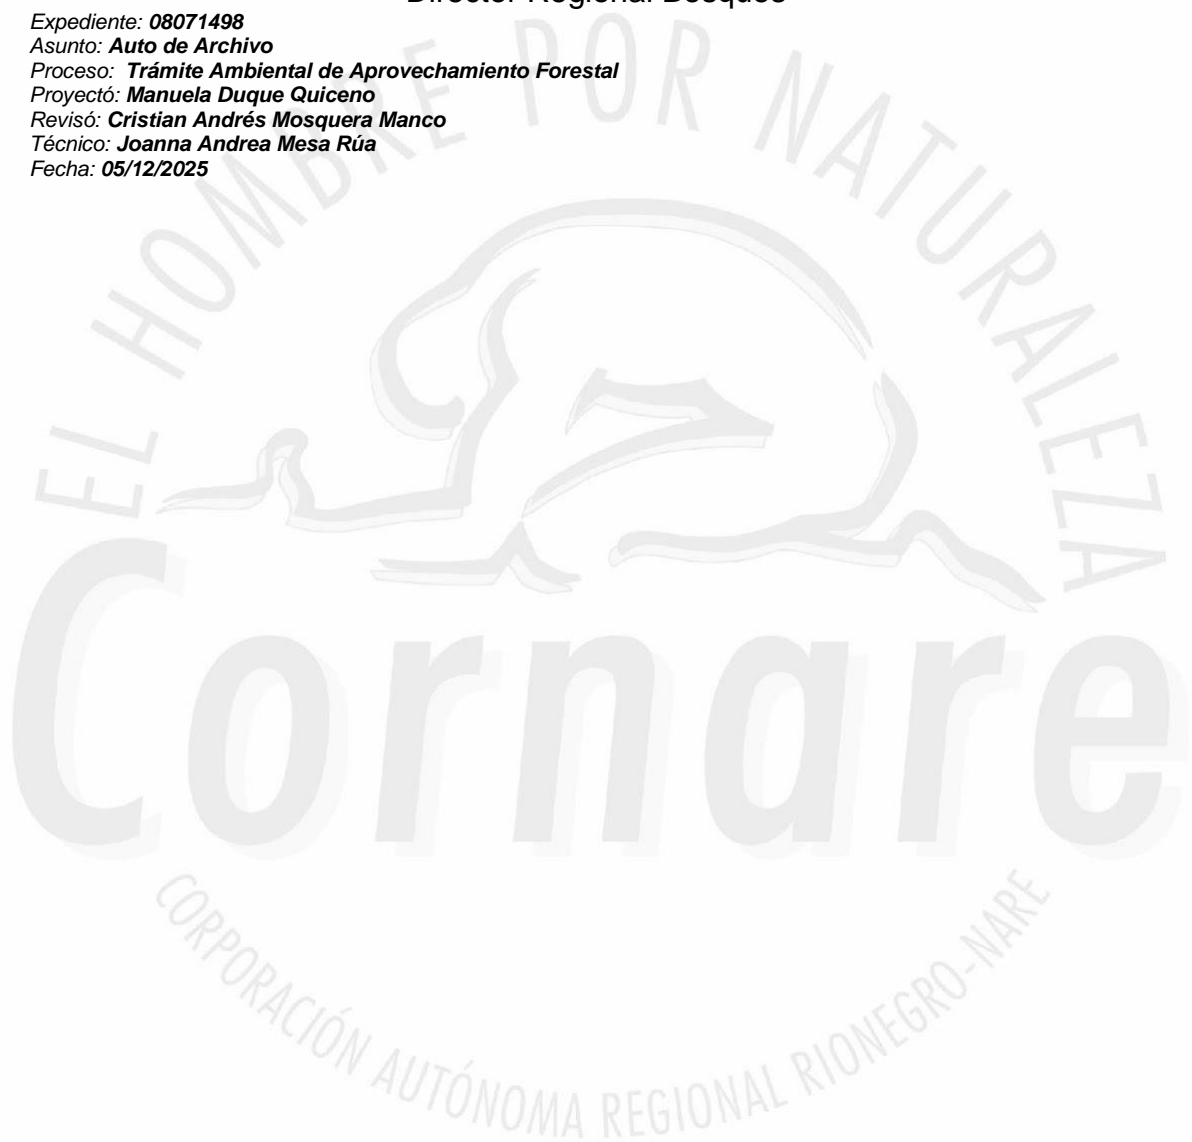 Director Regional Bosques
Expediente: 08071498
Asunto: Auto de Archivo
Proceso: Trámite Ambiental de Aprovechamiento Forestal
Proyectó: Manuela Duque Quiceno
Revisó: Cristian Andrés Mosquera Manco
Técnico: Joanna Andrea Mesa Rúa
Fecha: 05/12/2025
EL HOMBRE POR NATURALEZA
Cornare
CORPORACIÓN AUTÓNOMA REGIONAL RIONEGRO-NARE